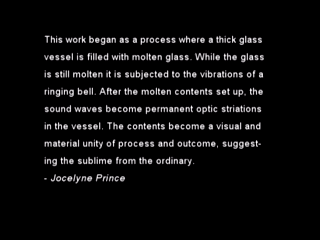 This work began as a process where a thick glass
vessel is filled with molten glass. While the glass
is still molten it is subjected to the vibrations of a
ringing bell. After the molten contents set up, the
sound waves become permanent optic striations
in the vessel. The contents become a visual and
material unity of process and outcome, suggest-
ing the sublime from the ordinary.
- Jocelyne Prince